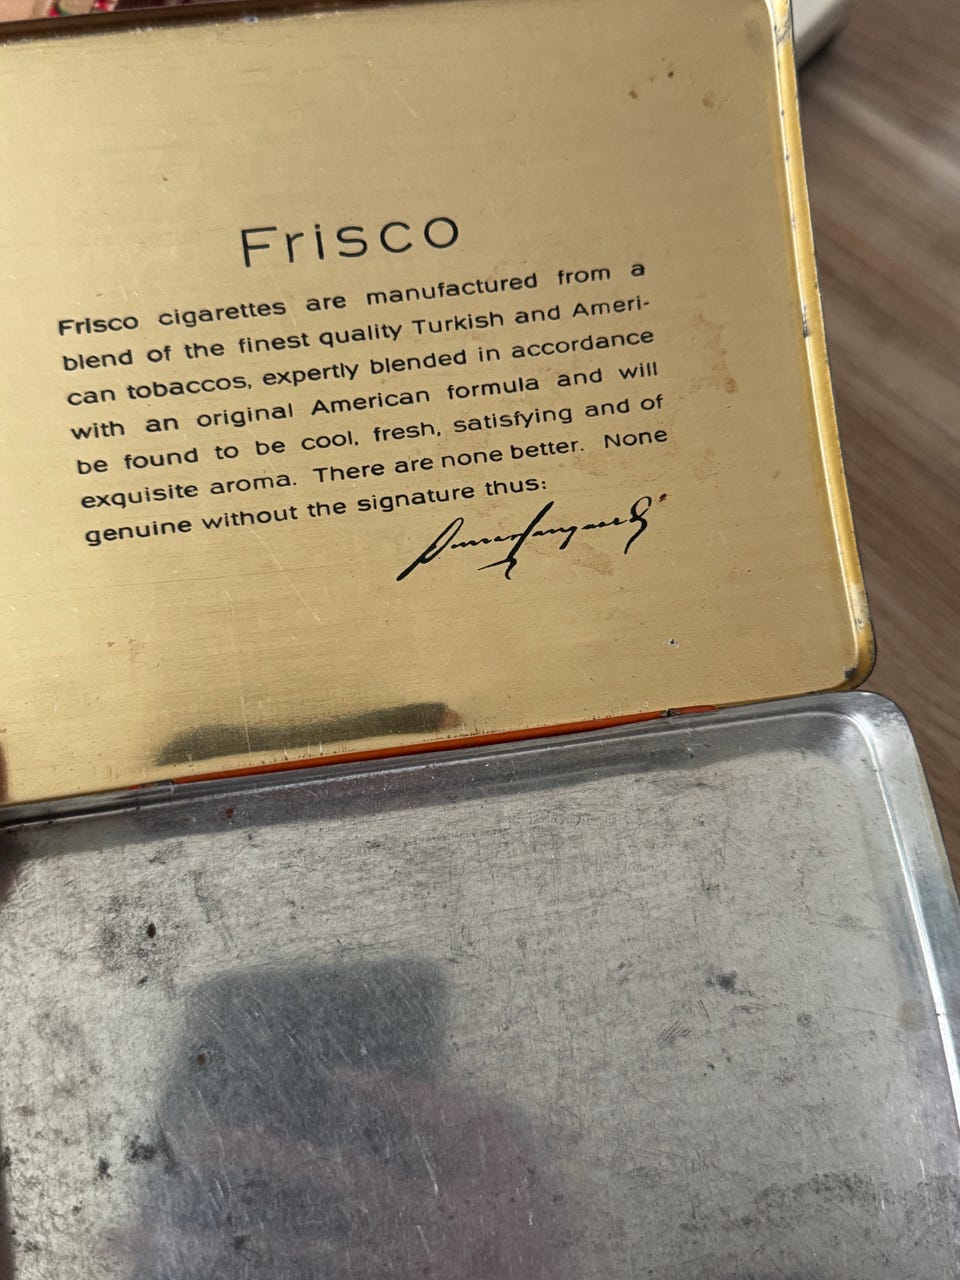 Frisco
Frisco cigarettes are manufactured from a
blend of the finest quality Turkish and Ameri-
can tobaccos, expertly blended in accordance
with an original American formula and will
be found to be cool, fresh, satisfying and of
exquisite aroma. There are none better. None
genuine without the signature thus: